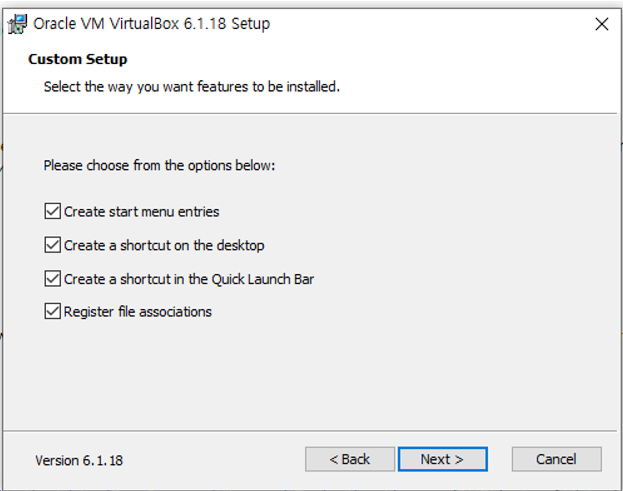 Oracle VM VirtualBox 6.1.18 Setup
Custom Setup
Select the way you want features to be installed.
Please choose from the options below:
Create start menu entries
Create a shortcut on the desktop
Create a shortcut in the Quick Launch Bar
Register file associations
Version 6.1.18
< Back
Next >
Cancel